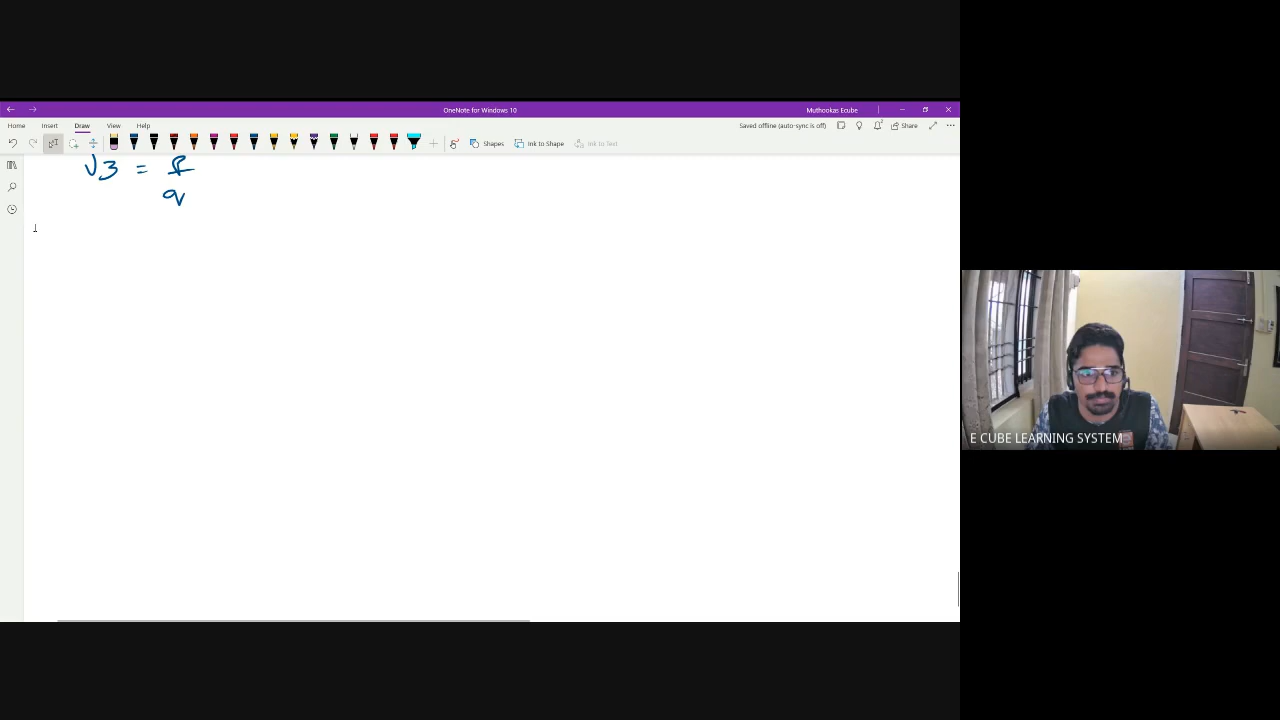 OneNote for Windows 10
Muthookas Ecube
Home Insert Draw View Help
Saved offline (auto-sync is off)
Share
Shapes
Ink to Shape
Ink to Text
√3 = p
q
E CUBE LEARNING SYSTEM